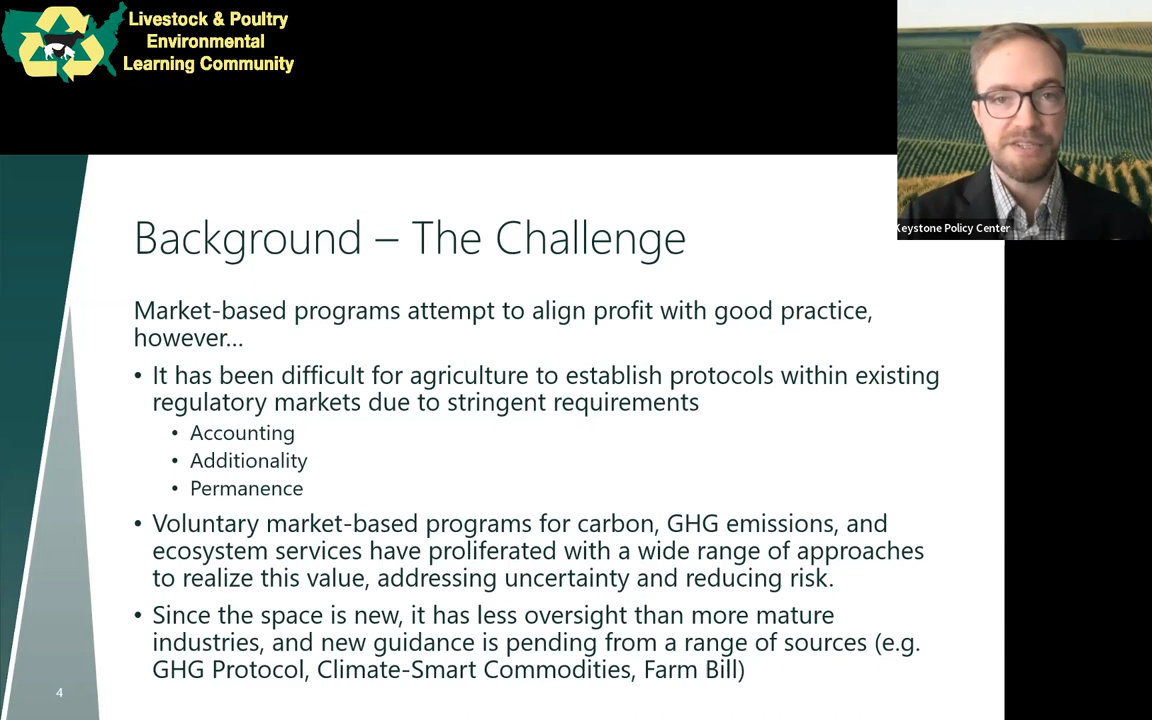 Livestock & Poultry
Environmental
Learning Community
Keystone Policy Center
Background – The Challenge
Market-based programs attempt to align profit with good practice,
however...
• It has been difficult for agriculture to establish protocols within existing
regulatory markets due to stringent requirements
• Accounting
• Additionality
• Permanence
• Voluntary market-based programs for carbon, GHG emissions, and
ecosystem services have proliferated with a wide range of approaches
to realize this value, addressing uncertainty and reducing risk.
• Since the space is new, it has less oversight than more mature
industries, and new guidance is pending from a range of sources (e.g.
GHG Protocol, Climate-Smart Commodities, Farm Bill)
4